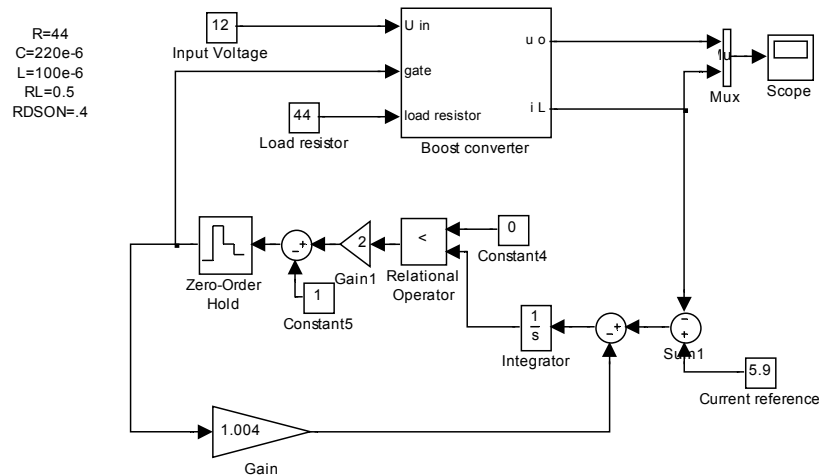 R=44
C=220e-6
L=100e-6
RL=0.5
RDSON=.4
12
Input Voltage
U in
gate
load resistor
u o
i L
Boost converter
44
Load resistor
Mux
Scope
Zero-Order
Hold
1
Constant5
2
Gain1
<
Relational
Operator
0
Constant4
1
s
Integrator
Sum1
5.9
Current reference
1.004
Gain